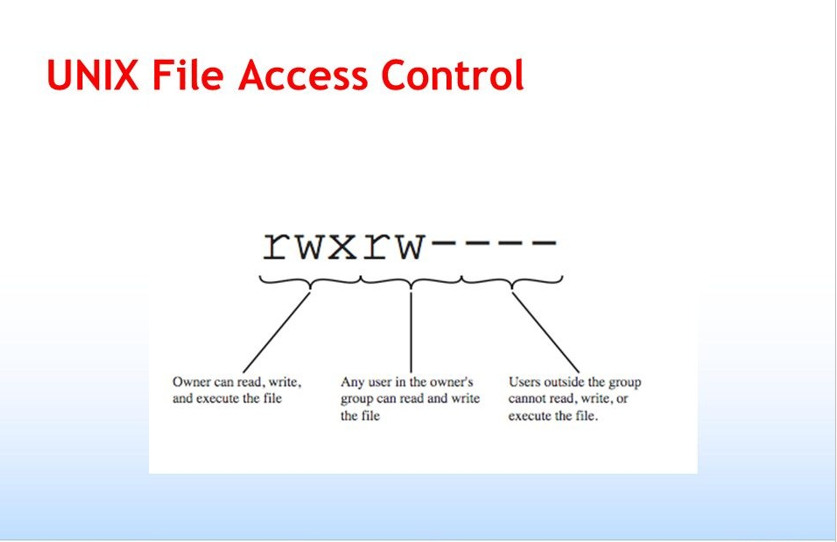 UNIX File Access Control
rwxrw----
Owner can read, write,
and execute the file
Any user in the owner's
group can read and write
the file
Users outside the group
cannot read, write, or
execute the file.